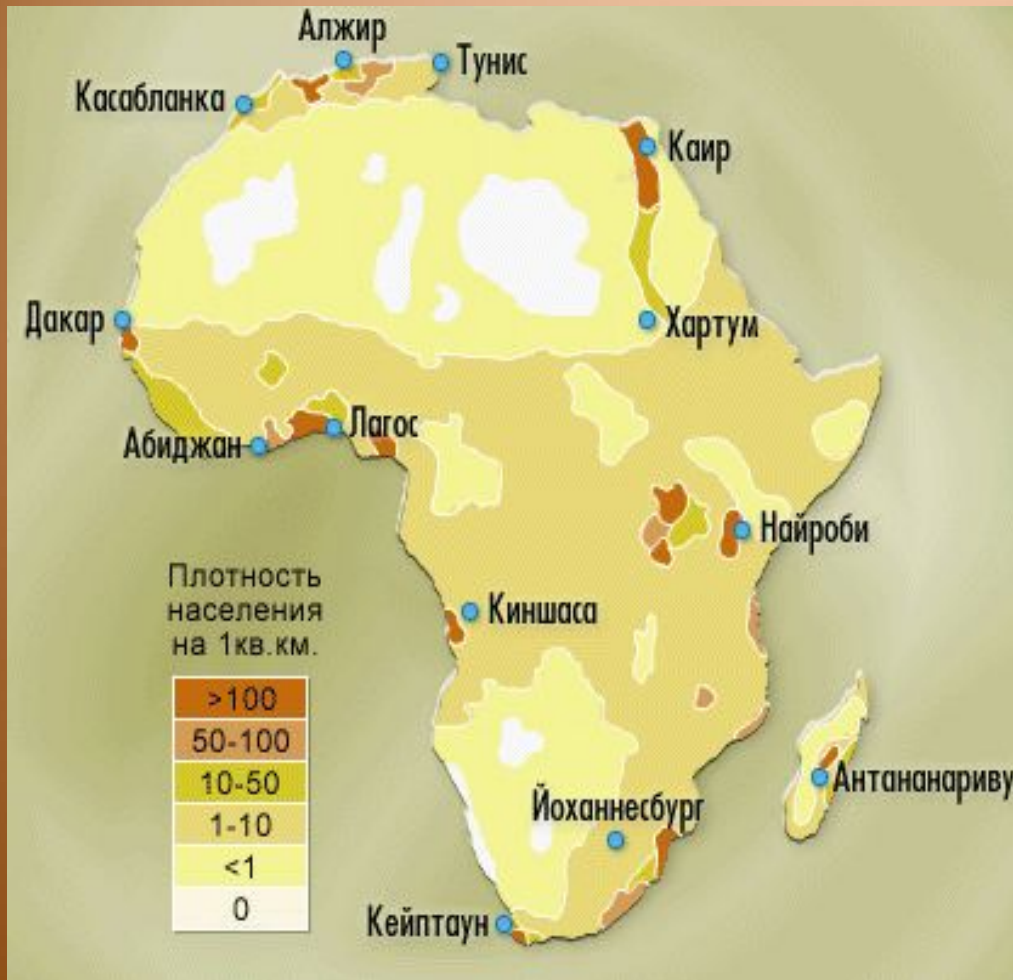 Алжир
Тунис
Касабланка
Каир
Дакар
Хартум
Абиджан
Лагос
Найроби
Киншаса
Антананариву
Йоханнесбург
Кейптаун
Плотность
населения
на 1кв.км.
>100
50-100
10-50
1-10
<1
0